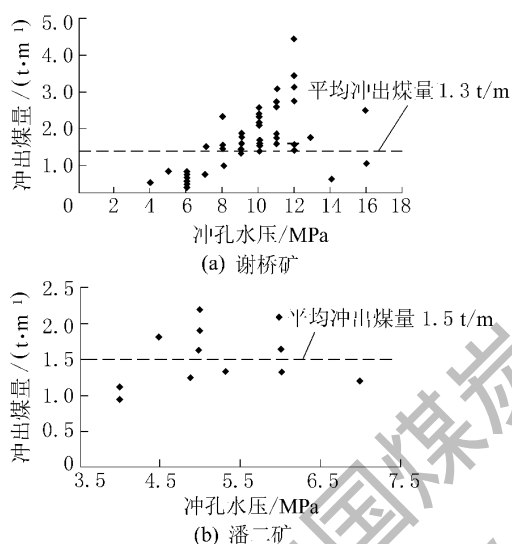 5.0
4.0
3.0
2.0
1.0
冲出煤量/(t·m⁻¹)
平均冲出煤量1.3 t/m
0 2 4 6 8 10 12 14 16 18
冲孔水压/MPa
(a) 谢桥矿
2.5
2.0
1.5
1.0
0.5
0
冲出煤量/(t·m⁻¹)
平均冲出煤量1.5 t/m
3.5 4.5 5.5 6.5 7.5
冲孔水压/MPa
(b) 潘二矿
国煤炭